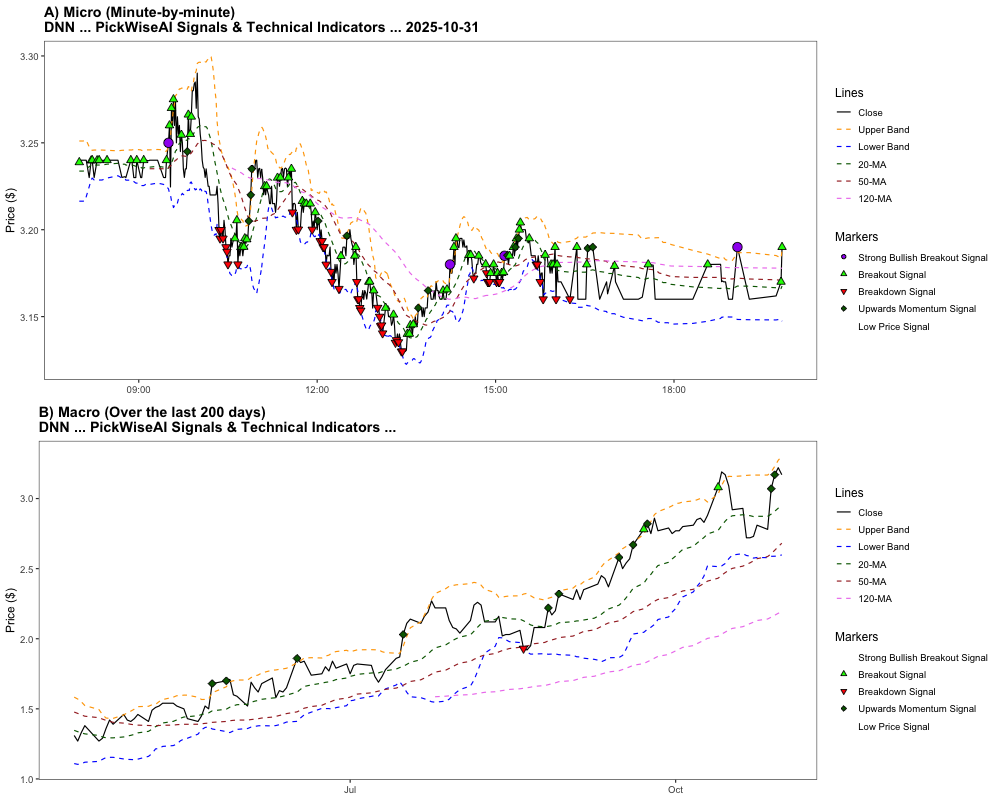 A) Micro (Minute-by-minute)
DNN ... PickWiseAI Signals & Technical Indicators ... 2025-10-31
3.30
3.25
3.20
3.15
Price ($)
09:00
12:00
15:00
18:00
Lines
Close
Upper Band
Lower Band
20-MA
50-MA
120-MA
Markers
Strong Bullish Breakout Signal
Breakout Signal
Breakdown Signal
Upwards Momentum Signal
Low Price Signal
B) Macro (Over the last 200 days)
DNN ... PickWiseAI Signals & Technical Indicators ...
3.0
2.5
2.0
1.5
1.0
Price ($)
Jul
Oct
Lines
Close
Upper Band
Lower Band
20-MA
50-MA
120-MA
Markers
Strong Bullish Breakout Signal
Breakout Signal
Breakdown Signal
Upwards Momentum Signal
Low Price Signal